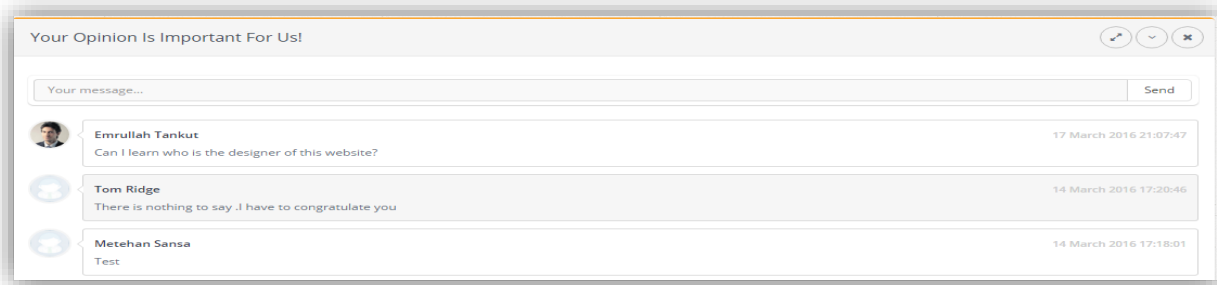 Your Opinion Is Important For Us!
Your message...
Send
Emrullah Tankut
17 March 2016 21:07:47
Can I learn who is the designer of this website?
Tom Ridge
14 March 2016 17:20:46
There is nothing to say .I have to congratulate you
Metehan Sansa
14 March 2016 17:18:01
Test